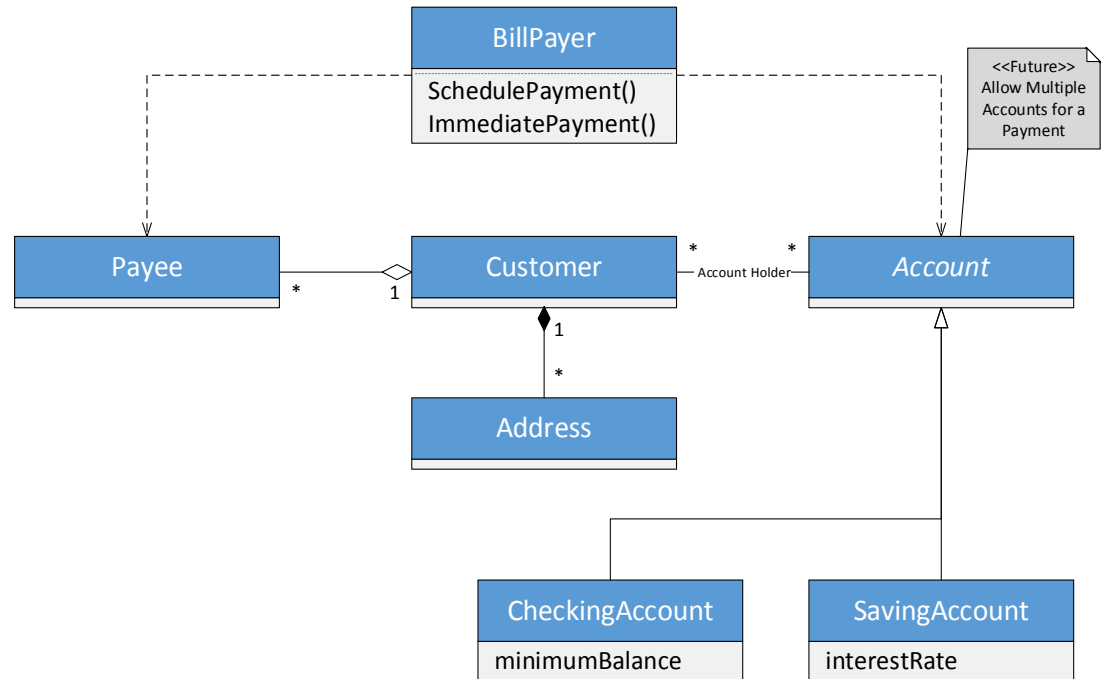 BillPayer
SchedulePayment()
ImmediatePayment()
<<Future>>
Allow Multiple
Accounts for a
Payment
Payee
*
1
Customer
*
Account Holder
*
Account
1
*
Address
CheckingAccount
minimumBalance
SavingAccount
interestRate